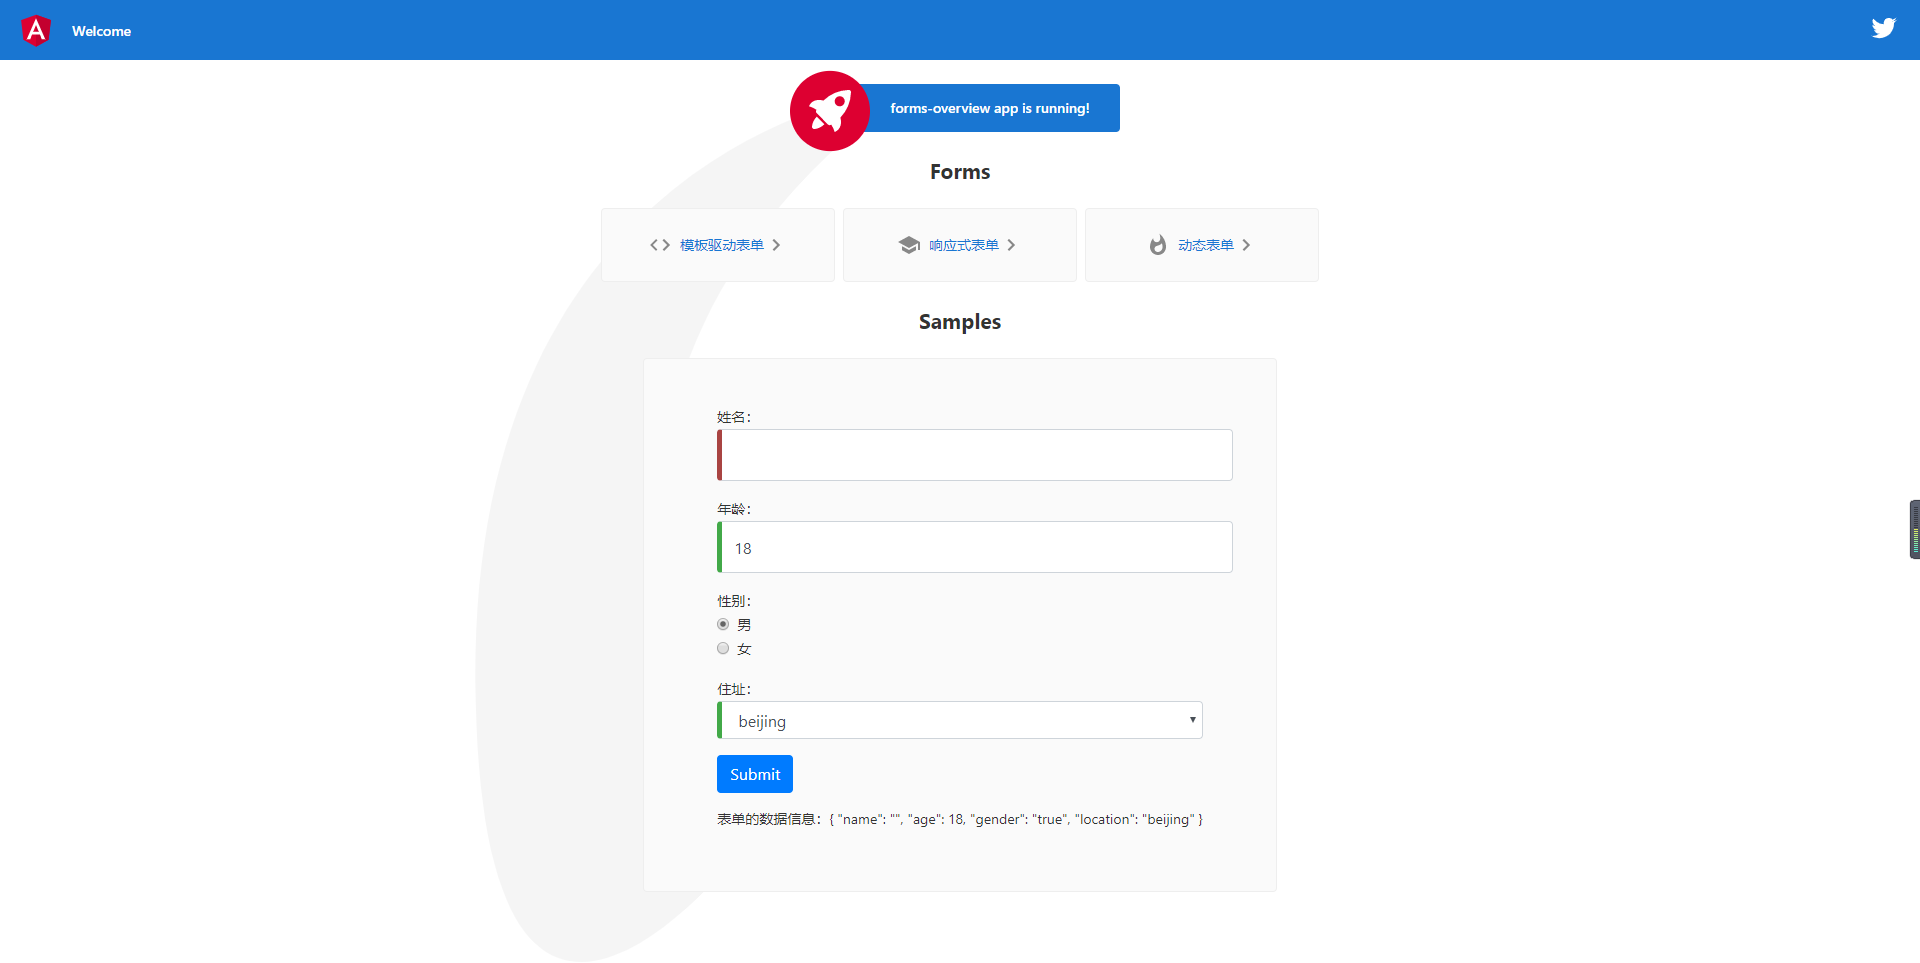 Welcome
forms-overview app is running!
Forms
模板驱动表单
响应式表单
动态表单
Samples
姓名：
年龄：
18
性别：
男
女
住址：
beijing
Submit
表单的数据信息：{ "name": "", "age": 18, "gender": "true", "location": "beijing" }